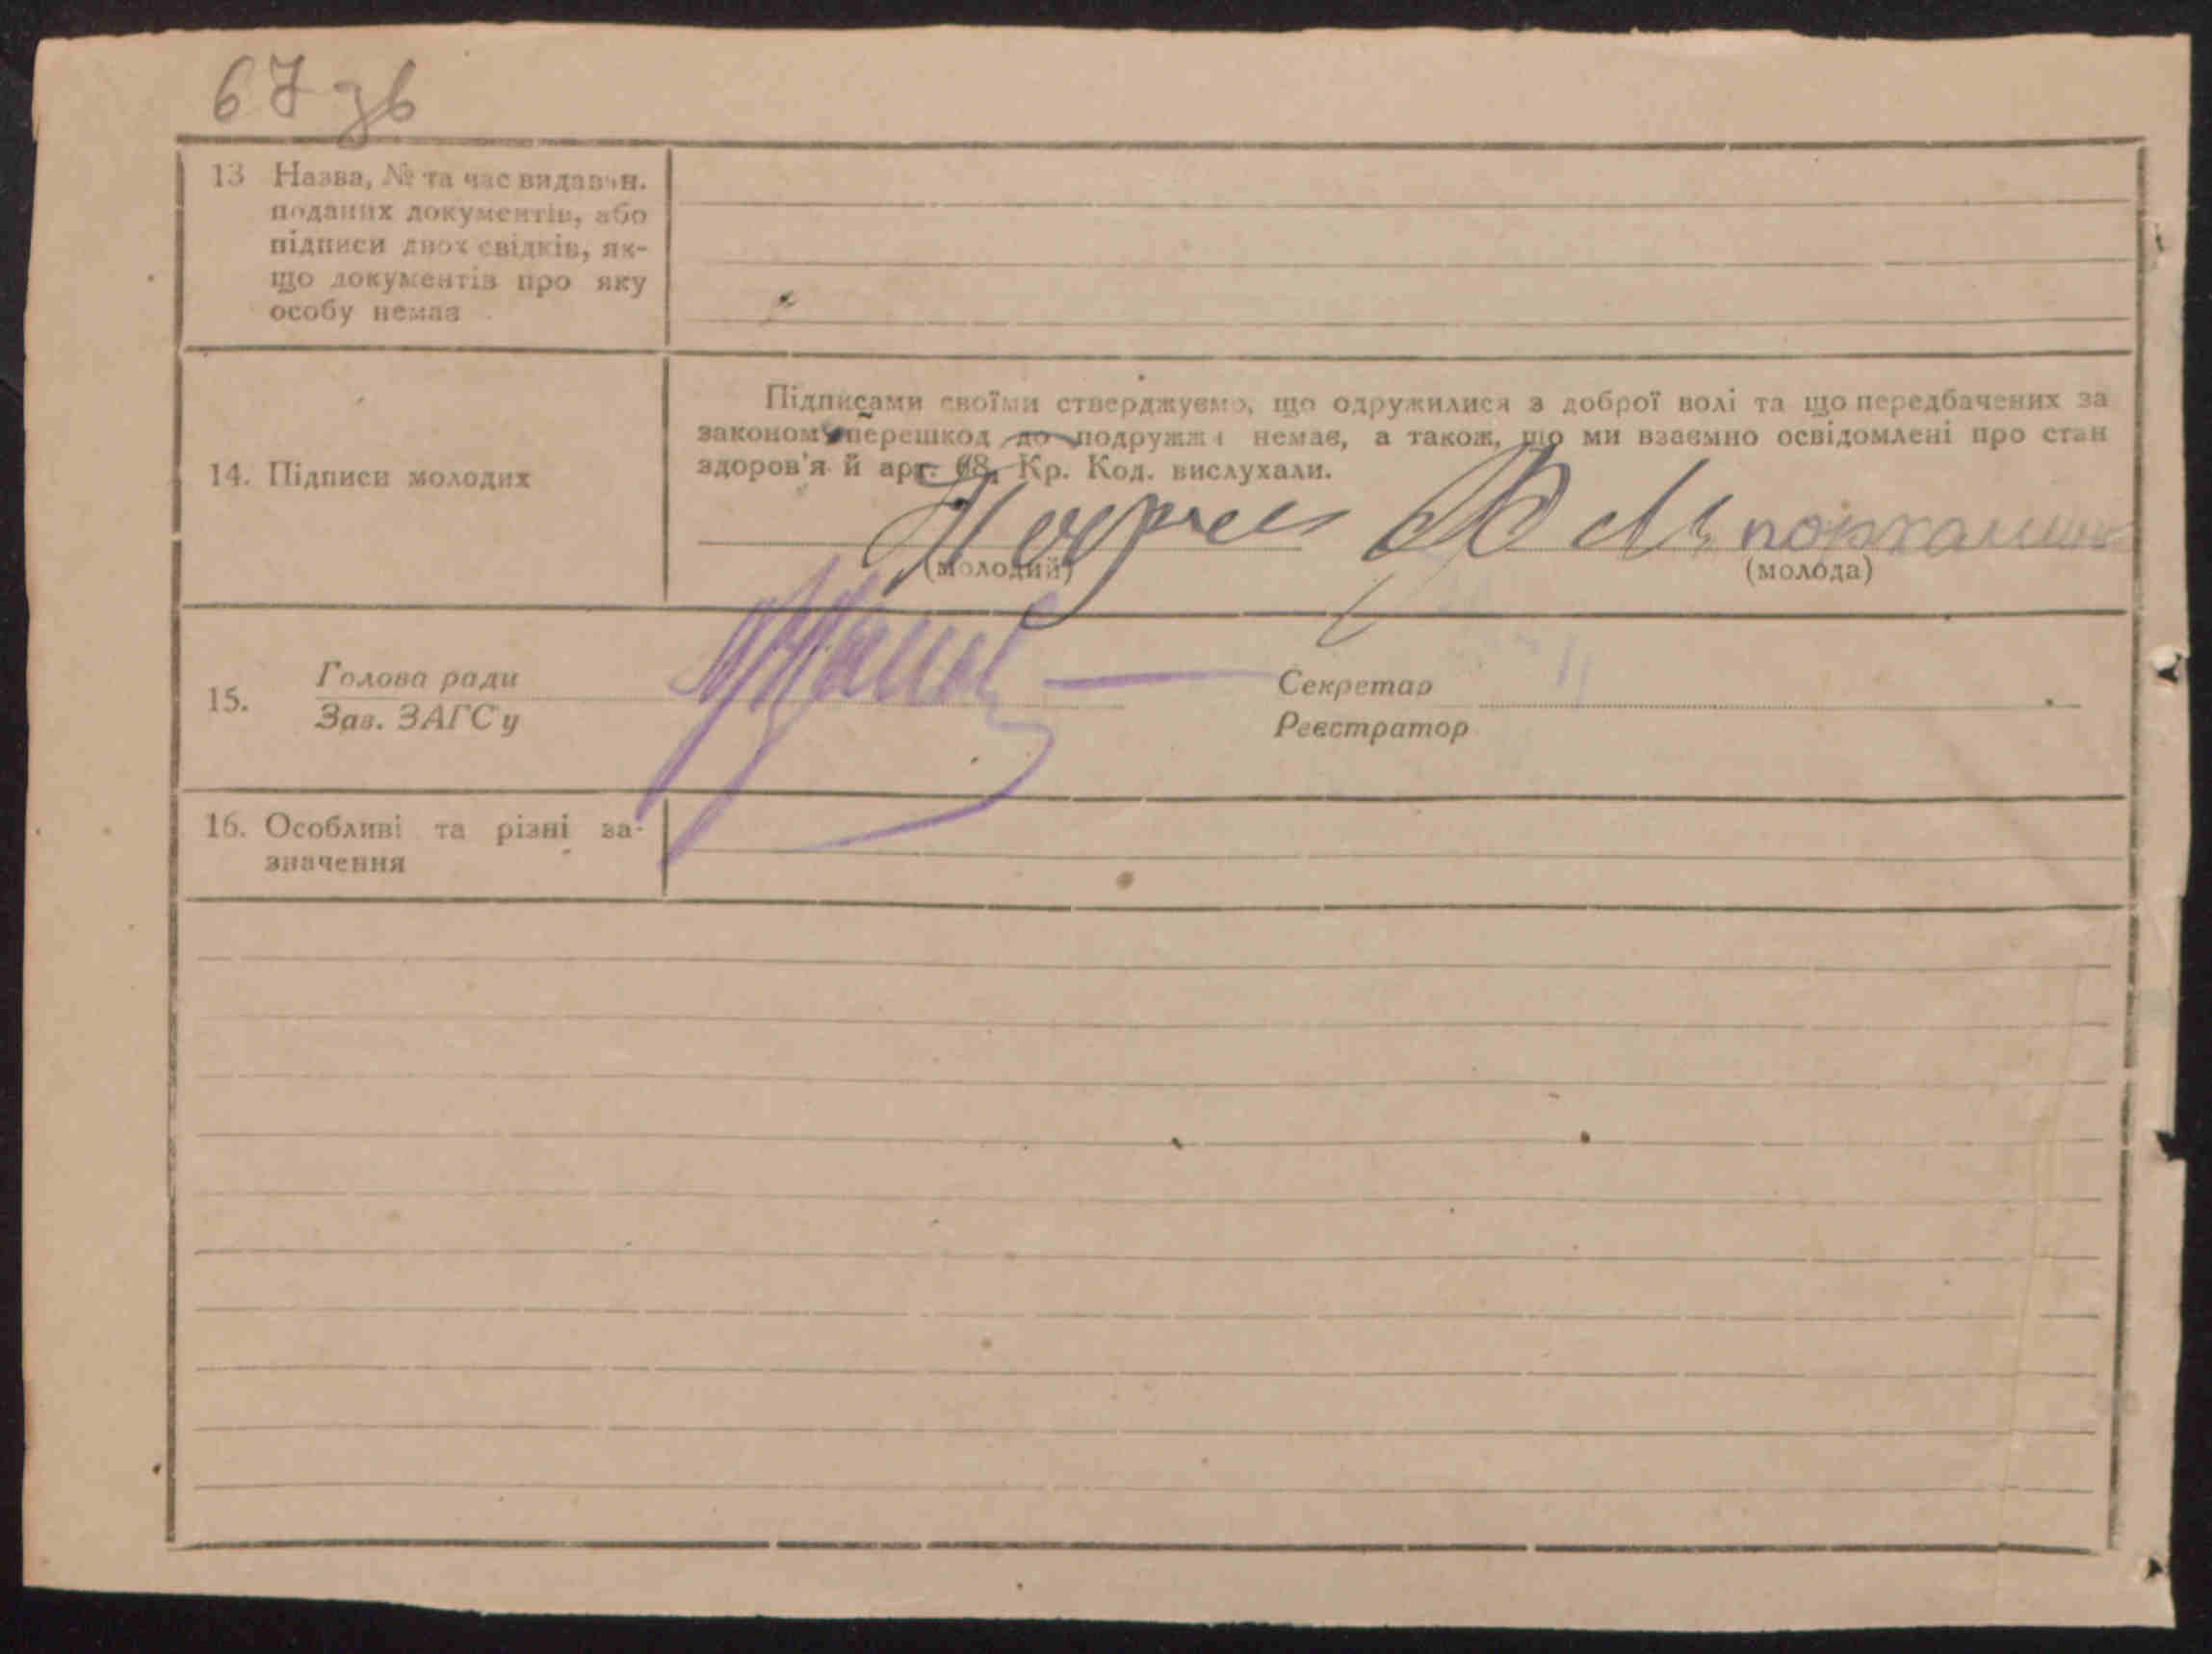 67 зв
13 Назва, № та час видаван.
поданих документів, або
підписи двох свідків, як-
що документів про яку
особу немає
Підписами своїми стверджуємо, що одружилися з доброї волі та що передбачених за
законом перешкод до подружжя немає, а також, що ми взаємно освідомлені про стан
здоров'я й арт. 68, Кр. Код. вислухали.
14. Підписи молодих
(молодий)
(молода)
15.
Голова ради
Зав. ЗАГС'у
Секретар
Реєстратор
16. Особливі та різні за-
значення